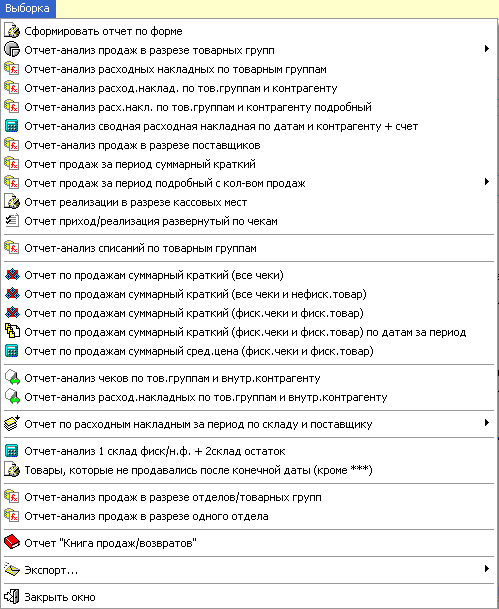 Выборка
Сформировать отчет по форме
Отчет-анализ продаж в разрезе товарных групп
Отчет-анализ расходных накладных по товарным группам
Отчет-анализ расход.наклад. по тов.группам и контрагенту
Отчет-анализ расх.накл. по тов.группам и контрагенту подробный
Отчет-анализ сводная расходная накладная по датам и контрагенту + счет
Отчет-анализ продаж в разрезе поставщиков
Отчет продаж за период суммарный краткий
Отчет продаж за период подробный с кол-вом продаж
Отчет реализации в разрезе кассовых мест
Отчет приход/реализация развернутый по чекам
Отчет-анализ списаний по товарным группам
Отчет по продажам суммарный краткий (все чеки)
Отчет по продажам суммарный краткий (все чеки и нефиск.товар)
Отчет по продажам суммарный краткий (фиск.чеки и фиск.товар)
Отчет по продажам суммарный краткий (фиск.чеки и фиск.товар) по датам за период
Отчет по продажам суммарный сред.цена (фиск.чеки и фиск.товар)
Отчет-анализ чеков по тов.группам и внутр.контрагенту
Отчет-анализ расход.накладных по тов.группам и внутр.контрагенту
Отчет по расходным накладным за период по складу и поставщику
Отчет-анализ 1 склад фиск/н.ф. + 2склад остаток
Товары, которые не продавались после конечной даты (кроме ***)
Отчет-анализ продаж в разрезе отделов/товарных групп
Отчет-анализ продаж в разрезе одного отдела
Отчет "Книга продаж/возвратов"
Экспорт...
Закрыть окно